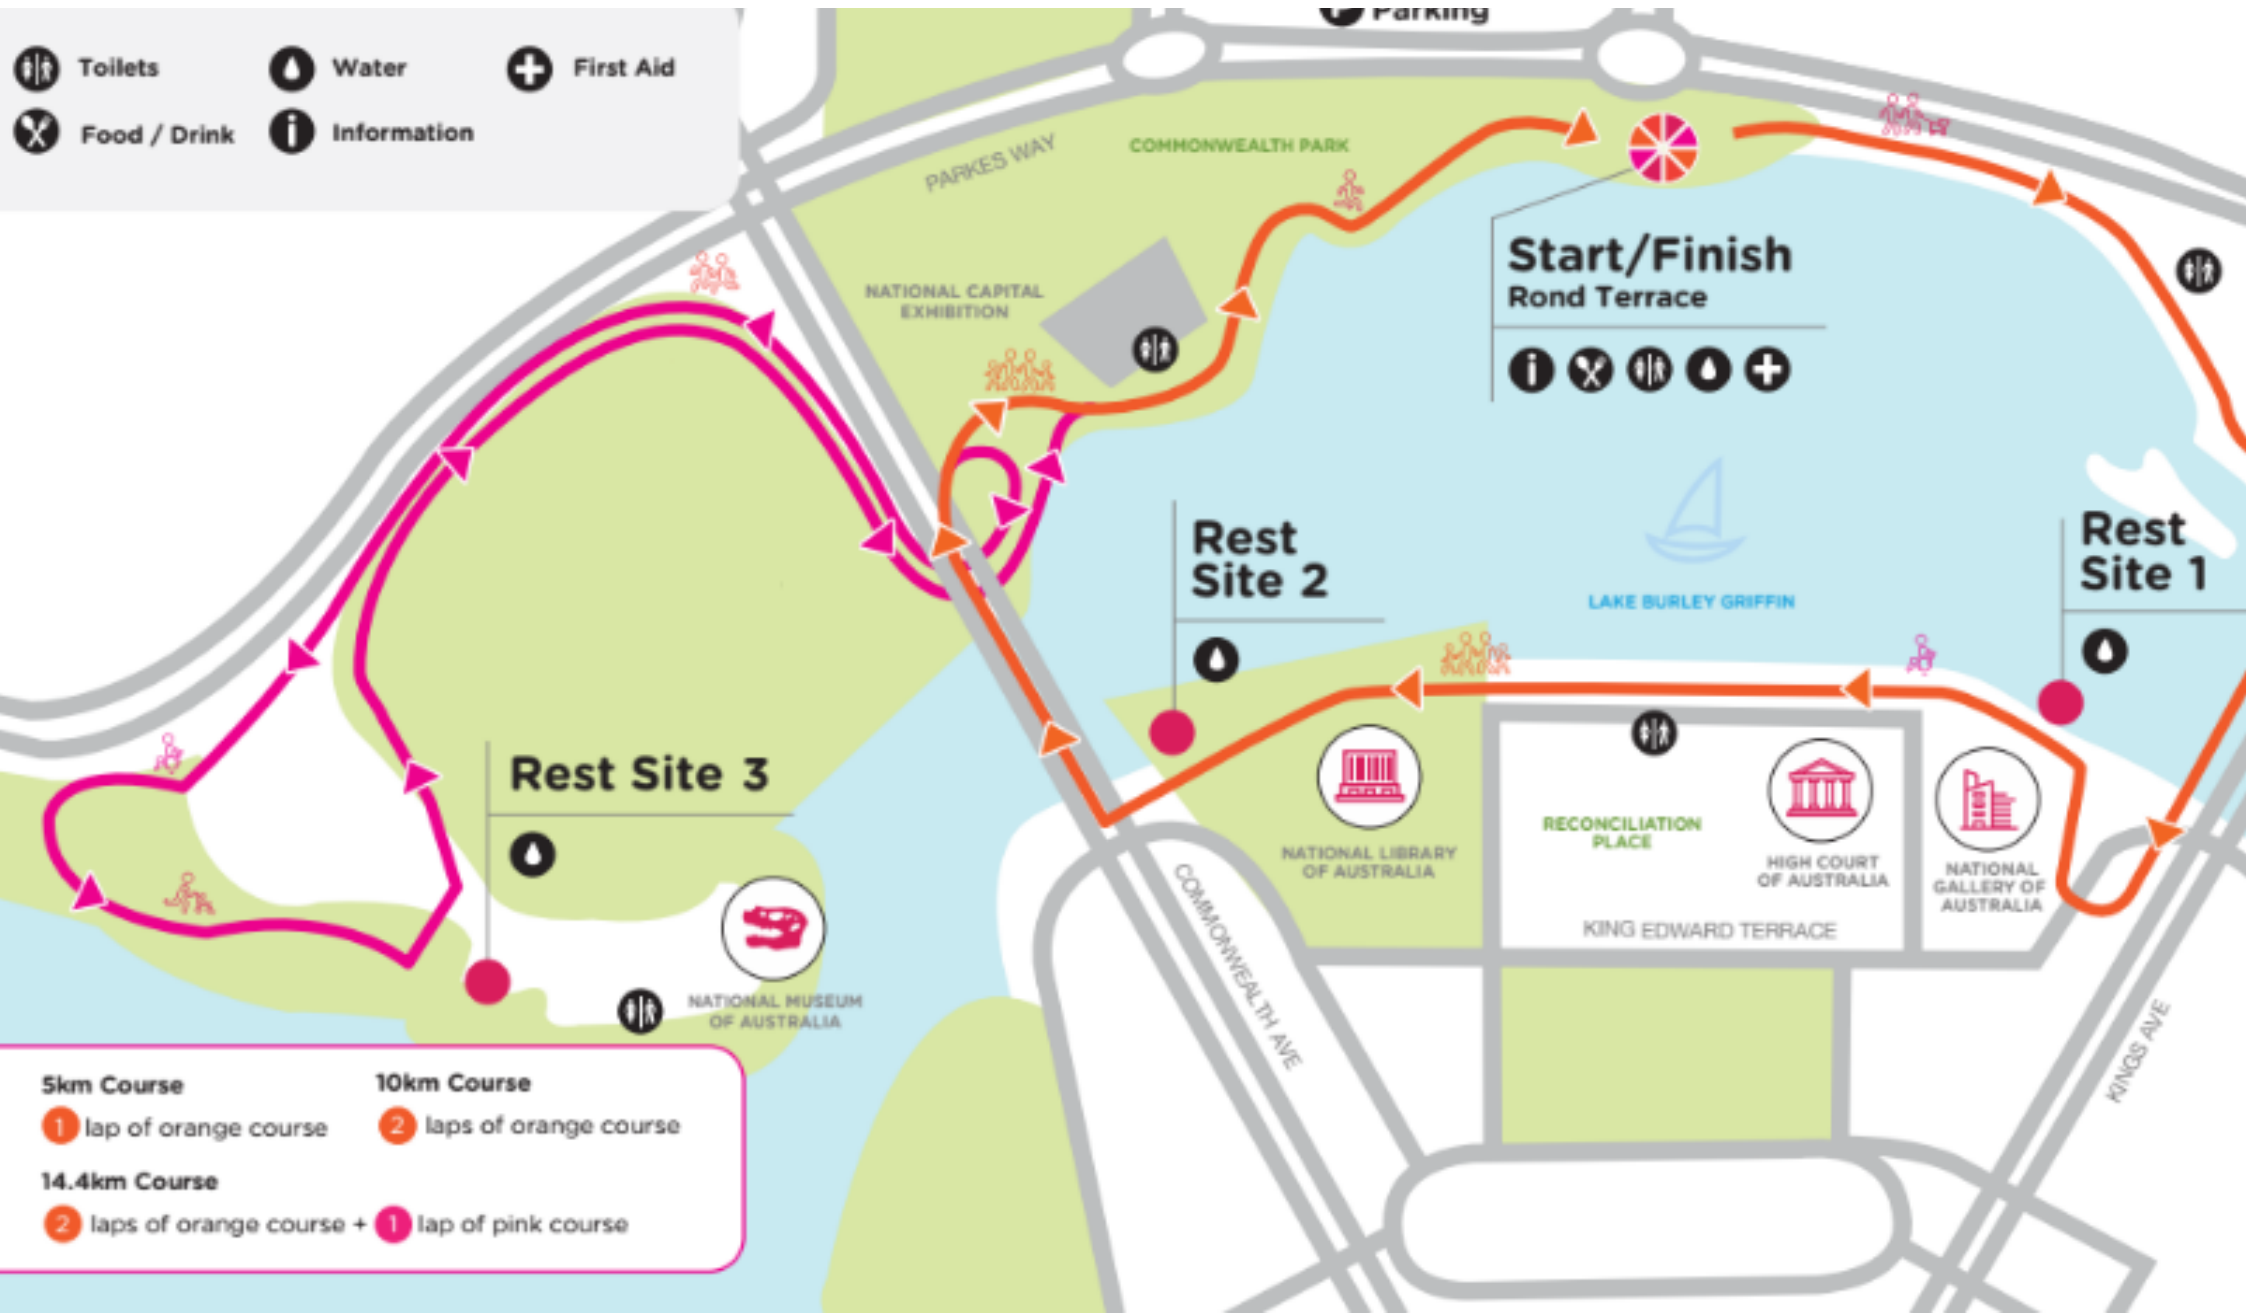 Parking
Toilets
Water
First Aid
Food / Drink
Information
PARKES WAY
COMMONWEALTH PARK
NATIONAL CAPITAL
EXHIBITION
Start/Finish
Rond Terrace
Rest
Site 2
Rest
Site 1
LAKE BURLEY GRIFFIN
Rest Site 3
NATIONAL LIBRARY
OF AUSTRALIA
RECONCILIATION
PLACE
HIGH COURT
OF AUSTRALIA
NATIONAL
GALLERY OF
AUSTRALIA
KING EDWARD TERRACE
COMMONWEALTH AVE
KINGS AVE
NATIONAL MUSEUM
OF AUSTRALIA
5km Course
1 lap of orange course
10km Course
2 laps of orange course
14.4km Course
2 laps of orange course + 1 lap of pink course